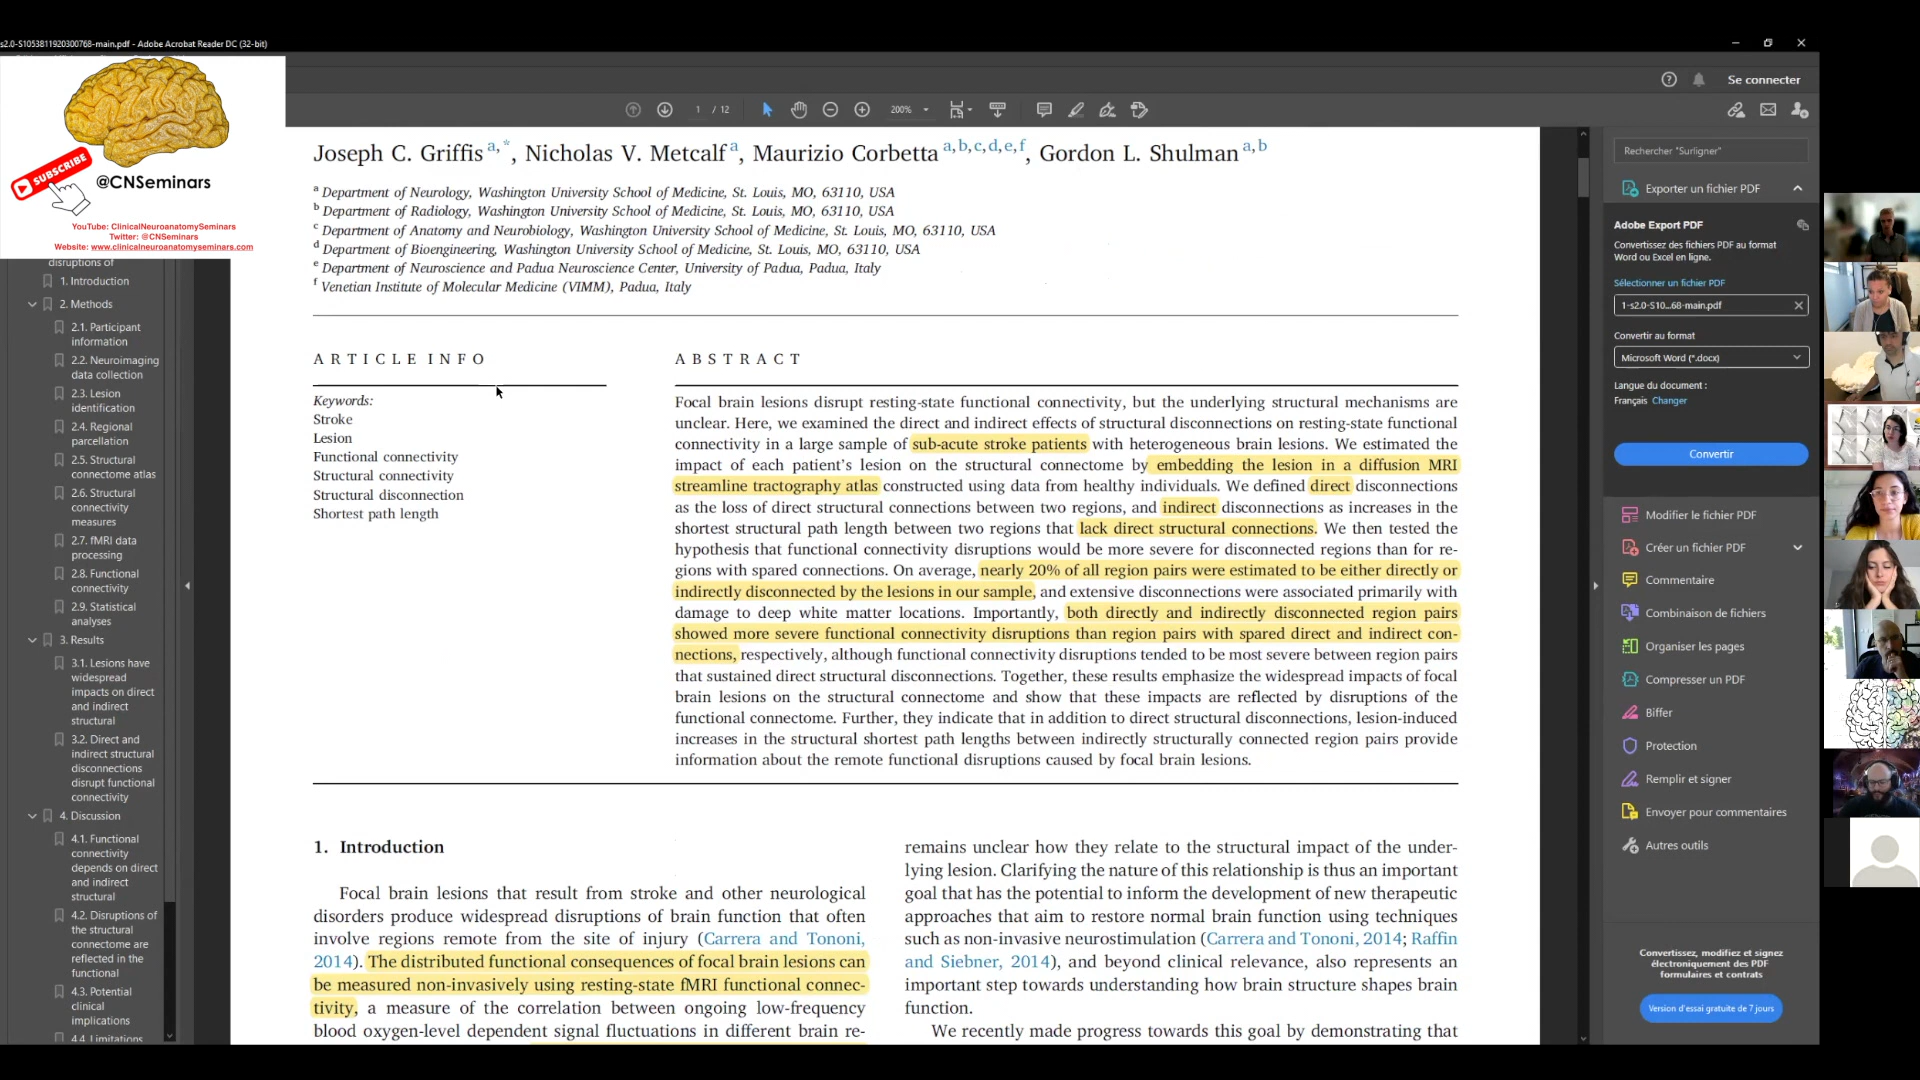 s2.0-S1053811920300768-main.pdf - Adobe Acrobat Reader DC (32-bit)
SUBSCRIBE
@CNSeminars
YouTube: ClinicalNeuroanatomySeminars
Twitter: @CNSeminars
Website: www.clinicalneuroanatomyseminars.com
Se connecter
1 / 12
200%
disruptions of
1. Introduction
2. Methods
2.1. Participant
information
2.2. Neuroimaging
data collection
2.3. Lesion
identification
2.4. Regional
parcellation
2.5. Structural
connectome atlas
2.6. Structural
connectivity
measures
2.7. fMRI data
processing
2.8. Functional
connectivity
2.9. Statistical
analyses
3. Results
3.1. Lesions have
widespread
impacts on direct
and indirect
structural
3.2. Direct and
indirect structural
disconnections
disrupt functional
connectivity
4. Discussion
4.1. Functional
connectivity
depends on direct
and indirect
structural
4.2. Disruptions of
the structural
connectome are
reflected in the
functional
4.3. Potential
clinical
implications
4.4. Limitations
Joseph C. Griffis a,*, Nicholas V. Metcalf a, Maurizio Corbetta a,b,c,d,e,f, Gordon L. Shulman a,b
a Department of Neurology, Washington University School of Medicine, St. Louis, MO, 63110, USA
b Department of Radiology, Washington University School of Medicine, St. Louis, MO, 63110, USA
c Department of Anatomy and Neurobiology, Washington University School of Medicine, St. Louis, MO, 63110, USA
d Department of Bioengineering, Washington University School of Medicine, St. Louis, MO, 63110, USA
e Department of Neuroscience and Padua Neuroscience Center, University of Padua, Padua, Italy
f Venetian Institute of Molecular Medicine (VIMM), Padua, Italy
ARTICLE INFO
Keywords:
Stroke
Lesion
Functional connectivity
Structural connectivity
Structural disconnection
Shortest path length
ABSTRACT
Focal brain lesions disrupt resting-state functional connectivity, but the underlying structural mechanisms are
unclear. Here, we examined the direct and indirect effects of structural disconnections on resting-state functional
connectivity in a large sample of sub-acute stroke patients with heterogeneous brain lesions. We estimated the
impact of each patient's lesion on the structural connectome by embedding the lesion in a diffusion MRI
streamline tractography atlas constructed using data from healthy individuals. We defined direct disconnections
as the loss of direct structural connections between two regions, and indirect disconnections as increases in the
shortest structural path length between two regions that lack direct structural connections. We then tested the
hypothesis that functional connectivity disruptions would be more severe for disconnected regions than for re-
gions with spared connections. On average, nearly 20% of all region pairs were estimated to be either directly or
indirectly disconnected by the lesions in our sample, and extensive disconnections were associated primarily with
damage to deep white matter locations. Importantly, both directly and indirectly disconnected region pairs
showed more severe functional connectivity disruptions than region pairs with spared direct and indirect con-
nections, respectively, although functional connectivity disruptions tended to be most severe between region pairs
that sustained direct structural disconnections. Together, these results emphasize the widespread impacts of focal
brain lesions on the structural connectome and show that these impacts are reflected by disruptions of the
functional connectome. Further, they indicate that in addition to direct structural disconnections, lesion-induced
increases in the structural shortest path lengths between indirectly structurally connected region pairs provide
information about the remote functional disruptions caused by focal brain lesions.
1. Introduction
Focal brain lesions that result from stroke and other neurological
disorders produce widespread disruptions of brain function that often
involve regions remote from the site of injury (Carrera and Tononi,
2014). The distributed functional consequences of focal brain lesions can
be measured non-invasively using resting-state fMRI functional connec-
tivity, a measure of the correlation between ongoing low-frequency
blood oxygen-level dependent signal fluctuations in different brain re-
remains unclear how they relate to the structural impact of the under-
lying lesion. Clarifying the nature of this relationship is thus an important
goal that has the potential to inform the development of new therapeutic
approaches that aim to restore normal brain function using techniques
such as non-invasive neurostimulation (Carrera and Tononi, 2014; Raffin
and Siebner, 2014), and beyond clinical relevance, also represents an
important step towards understanding how brain structure shapes brain
function.
We recently made progress towards this goal by demonstrating that
Rechercher "Surligner"
Exporter un fichier PDF
Adobe Export PDF
Convertissez des fichiers PDF au format
Word ou Excel en ligne.
Sélectionner un fichier PDF
1-s2.0-S10...68-main.pdf
Convertir au format
Microsoft Word (*.docx)
Langue du document :
Français Changer
Convertir
Modifier le fichier PDF
Créer un fichier PDF
Commentaire
Combinaison de fichiers
Organiser les pages
Compresser un PDF
Biffer
Protection
Remplir et signer
Envoyer pour commentaires
Autres outils
Convertissez, modifiez et signez
électroniquement des PDF
formulaires et contrats
Version d'essai gratuite de 7 jours